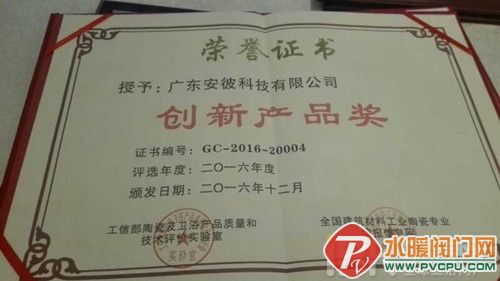 荣誉证书
授予：广东安彼科技有限公司
创新产品奖
证书编号：GC-2016-20004
评选年度：二〇一六年度
颁发日期：二〇一六年十二月
工信部陶瓷及卫浴产品质量和
技术评价实验室
全国建筑材料工业陶瓷专业
实验室
水暖阀门网
www.PVCPU.com